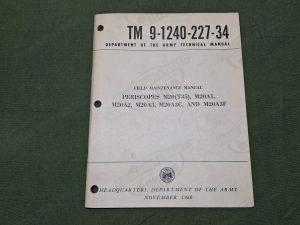 TM 9-1240-227-34
DEPARTMENT OF THE ARMY TECHNICAL MANUAL
FIELD MAINTENANCE MANUAL
PERISCOPES M20(T35), M20A1,
M20A2, M20A3, M20A3C, AND M20A3F
HEADQUARTERS, DEPARTMENT OF THE ARMY
NOVEMBER 1960